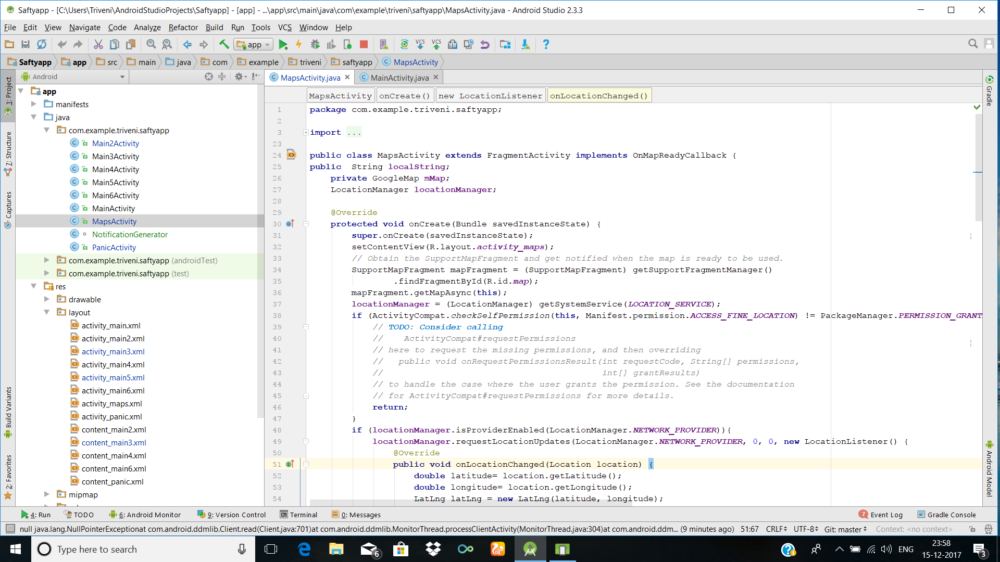 Saftyapp - [C:\Users\Triveni\AndroidStudioProjects\Saftyapp] - [app] - ...\app\src\main\java\com\example\triveni\saftyapp\MapsActivity.java - Android Studio 2.3.3
File Edit View Navigate Code Analyze Refactor Build Run Tools VCS Window Help
app VCS VCS ?
Saftyapp app src main java com example triveni saftyapp MapsActivity
1: Project
7: Structure
Captures
Build Variants
2: Favorites
Android
app
manifests
java
com.example.triveni.saftyapp
Main2Activity
Main3Activity
Main4Activity
Main5Activity
Main6Activity
MainActivity
MapsActivity
NotificationGenerator
PanicActivity
com.example.triveni.saftyapp (androidTest)
com.example.triveni.saftyapp (test)
res
drawable
layout
activity_main.xml
activity_main2.xml
activity_main3.xml
activity_main4.xml
activity_main5.xml
activity_main6.xml
activity_maps.xml
activity_panic.xml
content_main2.xml
content_main3.xml
content_main4.xml
content_main6.xml
content_panic.xml
mipmap
MapsActivity.java MainActivity.java
MapsActivity onCreate() new LocationListener onLocationChanged()
1 package com.example.triveni.saftyapp;
2
3 import ...
23
24 public class MapsActivity extends FragmentActivity implements OnMapReadyCallback {
25 public  String localString;
26 private GoogleMap mMap;
27 LocationManager locationManager;
28
29 @Override
30 protected void onCreate(Bundle savedInstanceState) {
31 super.onCreate(savedInstanceState);
32 setContentView(R.layout.activity_maps);
33 // Obtain the SupportMapFragment and get notified when the map is ready to be used.
34 SupportMapFragment mapFragment = (SupportMapFragment) getSupportFragmentManager()
35 .findFragmentById(R.id.map);
36 mapFragment.getMapAsync(this);
37 locationManager = (LocationManager) getSystemService(LOCATION_SERVICE);
38 if (ActivityCompat.checkSelfPermission(this, Manifest.permission.ACCESS_FINE_LOCATION) != PackageManager.PERMISSION_GRANT
39 // TODO: Consider calling
40 //    ActivityCompat#requestPermissions
41 // here to request the missing permissions, and then overriding
42 //   public void onRequestPermissionsResult(int requestCode, String[] permissions,
43 //                                          int[] grantResults)
44 // to handle the case where the user grants the permission. See the documentation
45 // for ActivityCompat#requestPermissions for more details.
46 return;
47 }
48 if (locationManager.isProviderEnabled(LocationManager.NETWORK_PROVIDER)){
49 locationManager.requestLocationUpdates(LocationManager.NETWORK_PROVIDER, 0, 0, new LocationListener() {
50 @Override
51 public void onLocationChanged(Location location) {
52 double latitude= location.getLatitude();
53 double longitude= location.getLongitude();
54 LatLng latLng = new LatLng(latitude, longitude);
Gradle
Android Model
4: Run TODO 6: Android Monitor 9: Version Control Terminal 0: Messages 7 Event Log Gradle Console
null java.lang.NullPointerExceptionat com.android.ddmlib.Client.read(Client.java:701)at com.android.ddmlib.MonitorThread.processClientActivity(MonitorThread.java:304)at com.android.ddm... (9 minutes ago) 51:67 CRLF UTF-8 Git: master Context: <no context>
Type here to search 6 ENG 23:58
15-12-2017 3